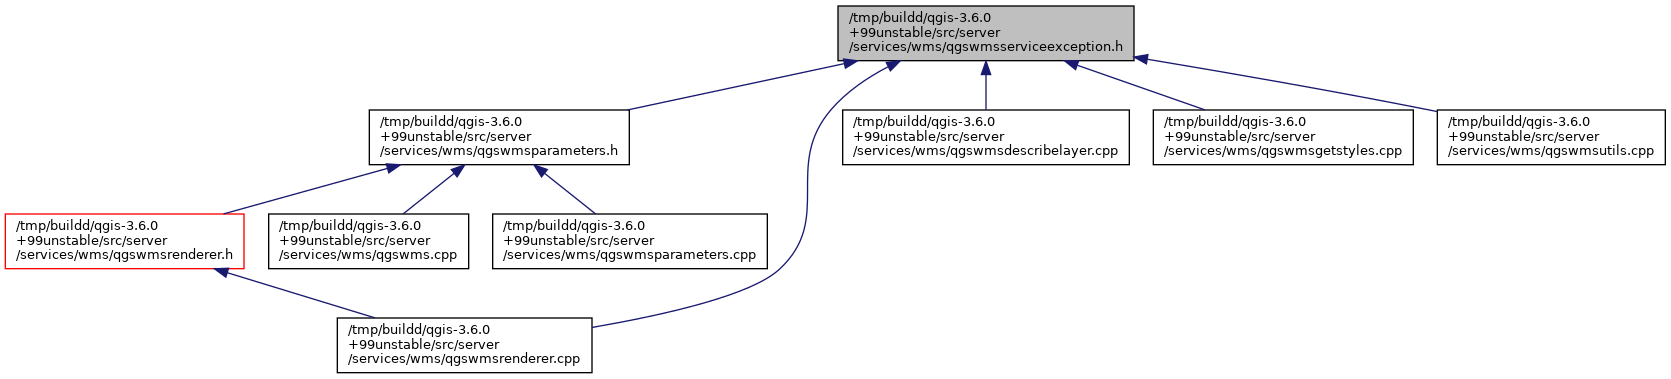 /tmp/buildd/qgis-3.6.0
+99unstable/src/server
/services/wms/qgswmsserviceexception.h
/tmp/buildd/qgis-3.6.0
+99unstable/src/server
/services/wms/qgswmsparameters.h
/tmp/buildd/qgis-3.6.0
+99unstable/src/server
/services/wms/qgswmsdescribelayer.cpp
/tmp/buildd/qgis-3.6.0
+99unstable/src/server
/services/wms/qgswmsgetstyles.cpp
/tmp/buildd/qgis-3.6.0
+99unstable/src/server
/services/wms/qgswmsutils.cpp
/tmp/buildd/qgis-3.6.0
+99unstable/src/server
/services/wms/qgswmsrenderer.h
/tmp/buildd/qgis-3.6.0
+99unstable/src/server
/services/wms/qgswms.cpp
/tmp/buildd/qgis-3.6.0
+99unstable/src/server
/services/wms/qgswmsparameters.cpp
/tmp/buildd/qgis-3.6.0
+99unstable/src/server
/services/wms/qgswmsrenderer.cpp